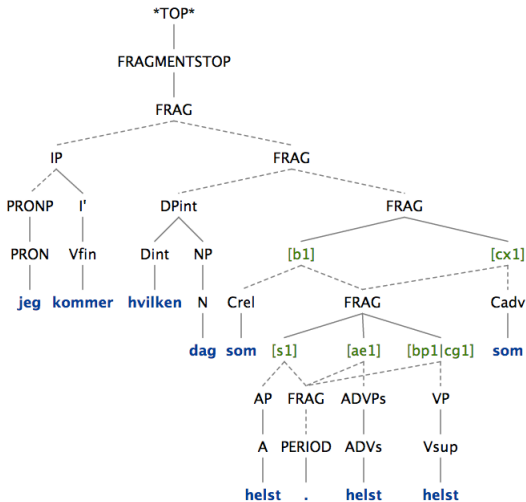 *TOP*
FRAGMENTSTOP
FRAG
IP FRAG
PRONP I' DPint FRAG
PRON Vfin Dint NP [b1] [cx1]
jeg kommer hvilken N Crel FRAG Cadv
dag som [s1] [ae1] [bp1|cg1] som
AP FRAG ADVPs VP
A PERIOD ADVs Vsup
helst . helst helst